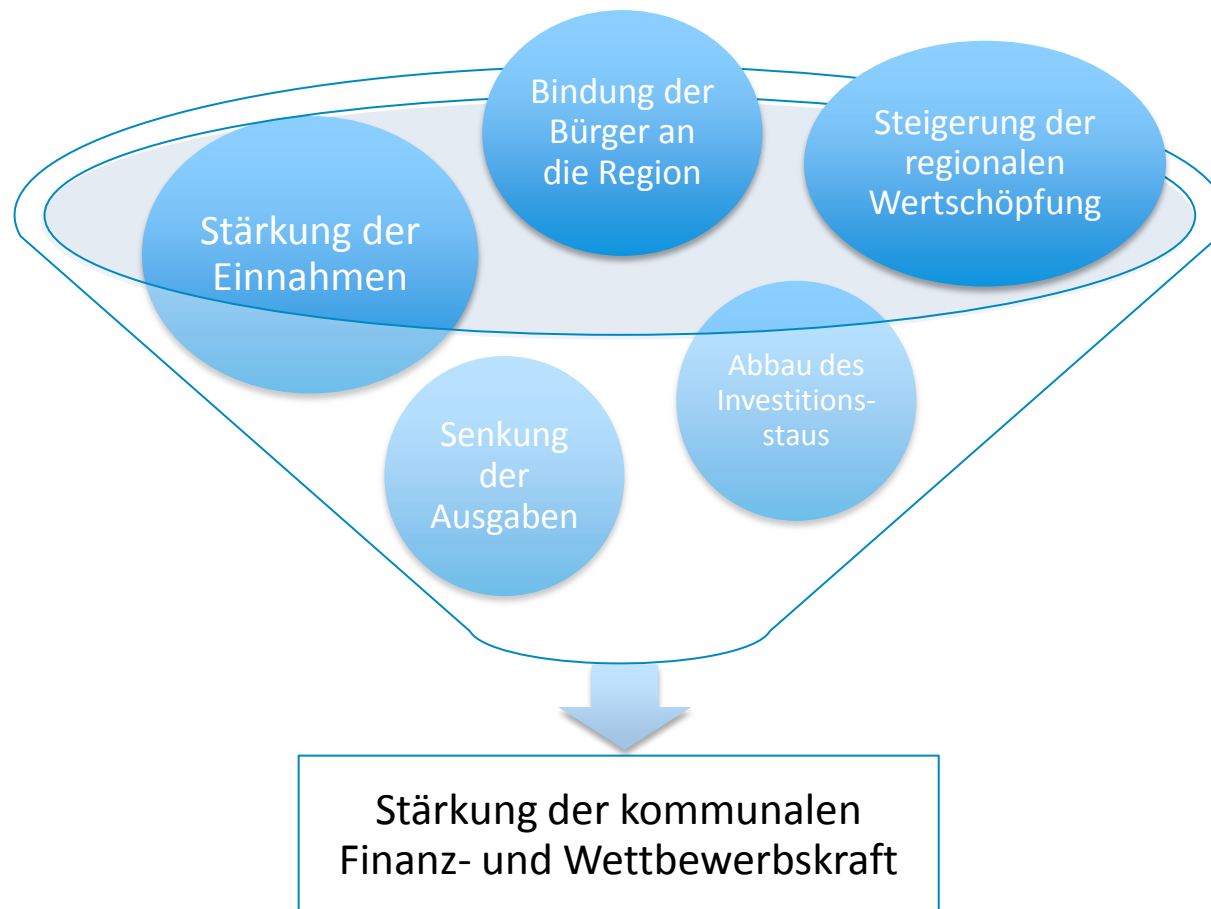 Bindung der
Bürger an
die Region
Steigerung der
regionalen
Wertschöpfung
Stärkung der
Einnahmen
Abbau des
Investitions-
staus
Senkung
der
Ausgaben
Stärkung der kommunalen
Finanz- und Wettbewerbskraft